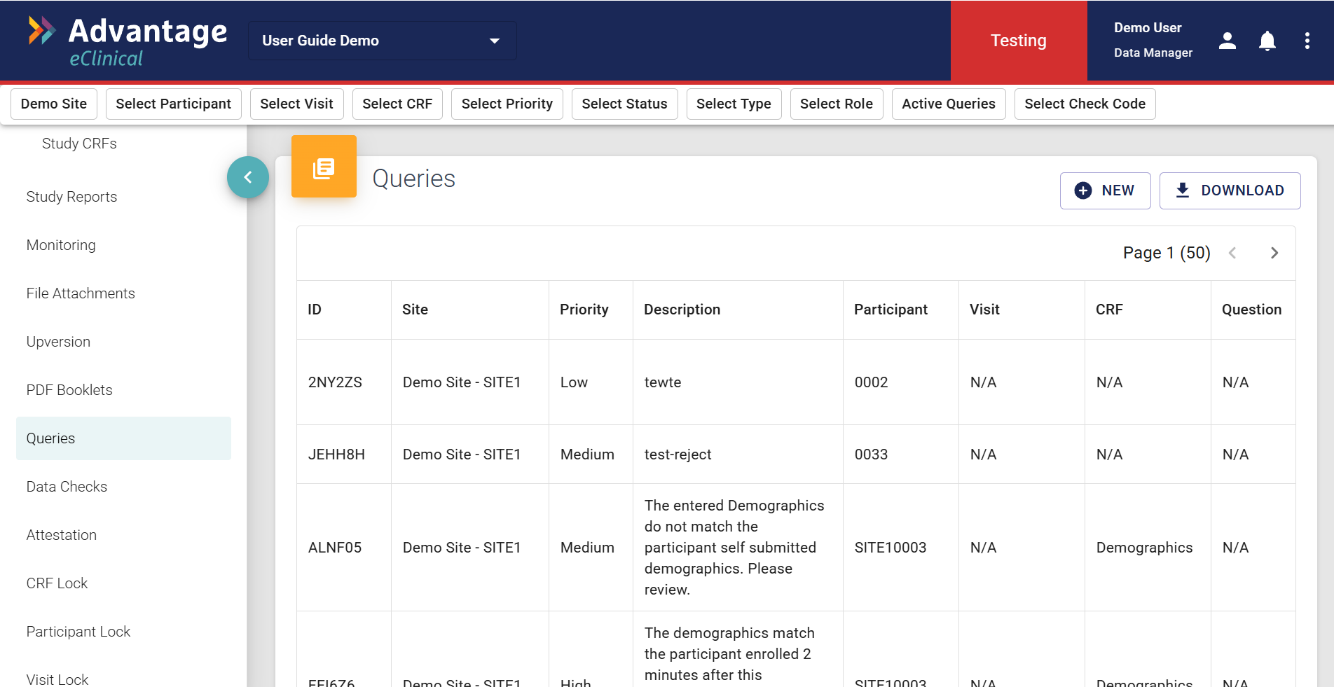 Advantage
eClinical
User Guide Demo
Testing
Demo User
Data Manager
Demo Site
Select Participant
Select Visit
Select CRF
Select Priority
Select Status
Select Type
Select Role
Active Queries
Select Check Code
Study CRFs
Study Reports
Monitoring
File Attachments
Upversion
PDF Booklets
Queries
Data Checks
Attestation
CRF Lock
Participant Lock
Visit Lock
Queries
NEW
DOWNLOAD
Page 1 (50)
ID Site Priority Description Participant Visit CRF Question
2NY2ZS Demo Site - SITE1 Low tewte 0002 N/A N/A N/A
JEHH8H Demo Site - SITE1 Medium test-reject 0033 N/A N/A N/A
The entered Demographics
do not match the
ALNF05 Demo Site - SITE1 Medium participant self submitted SITE10003 N/A Demographics N/A
demographics. Please
review.
The demographics match
the participant enrolled 2
minutes after this
Demo Site - SITE1 High SITE10003 N/A Demographics N/A